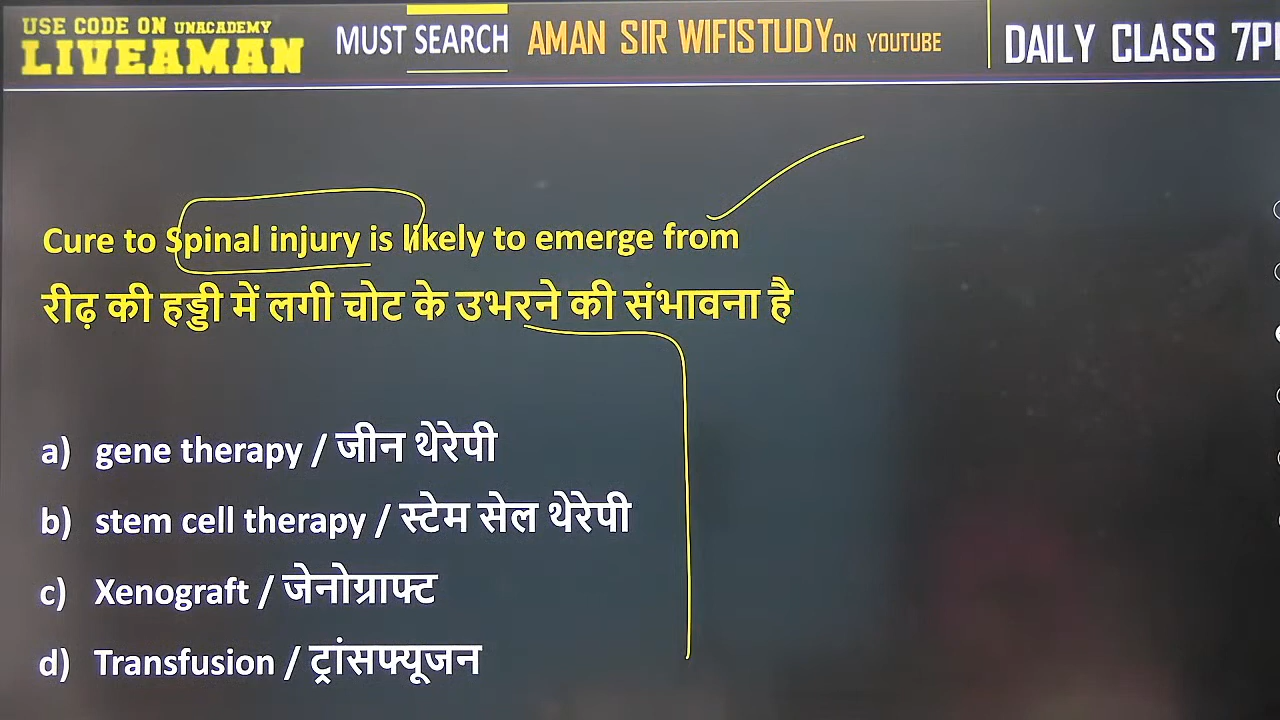 USE CODE ON UNACADEMY
LIVEAMAN
MUST SEARCH
AMAN SIR WIFISTUDY ON YOUTUBE
DAILY CLASS 7P
Cure to Spinal injury is likely to emerge from
रीढ़ की हड्डी में लगी चोट के उभरने की संभावना है
a) gene therapy / जीन थेरेपी
b) stem cell therapy / स्टेम सेल थेरेपी
c) Xenograft / जेनोग्राफ्ट
d) Transfusion / ट्रांसफ्यूजन